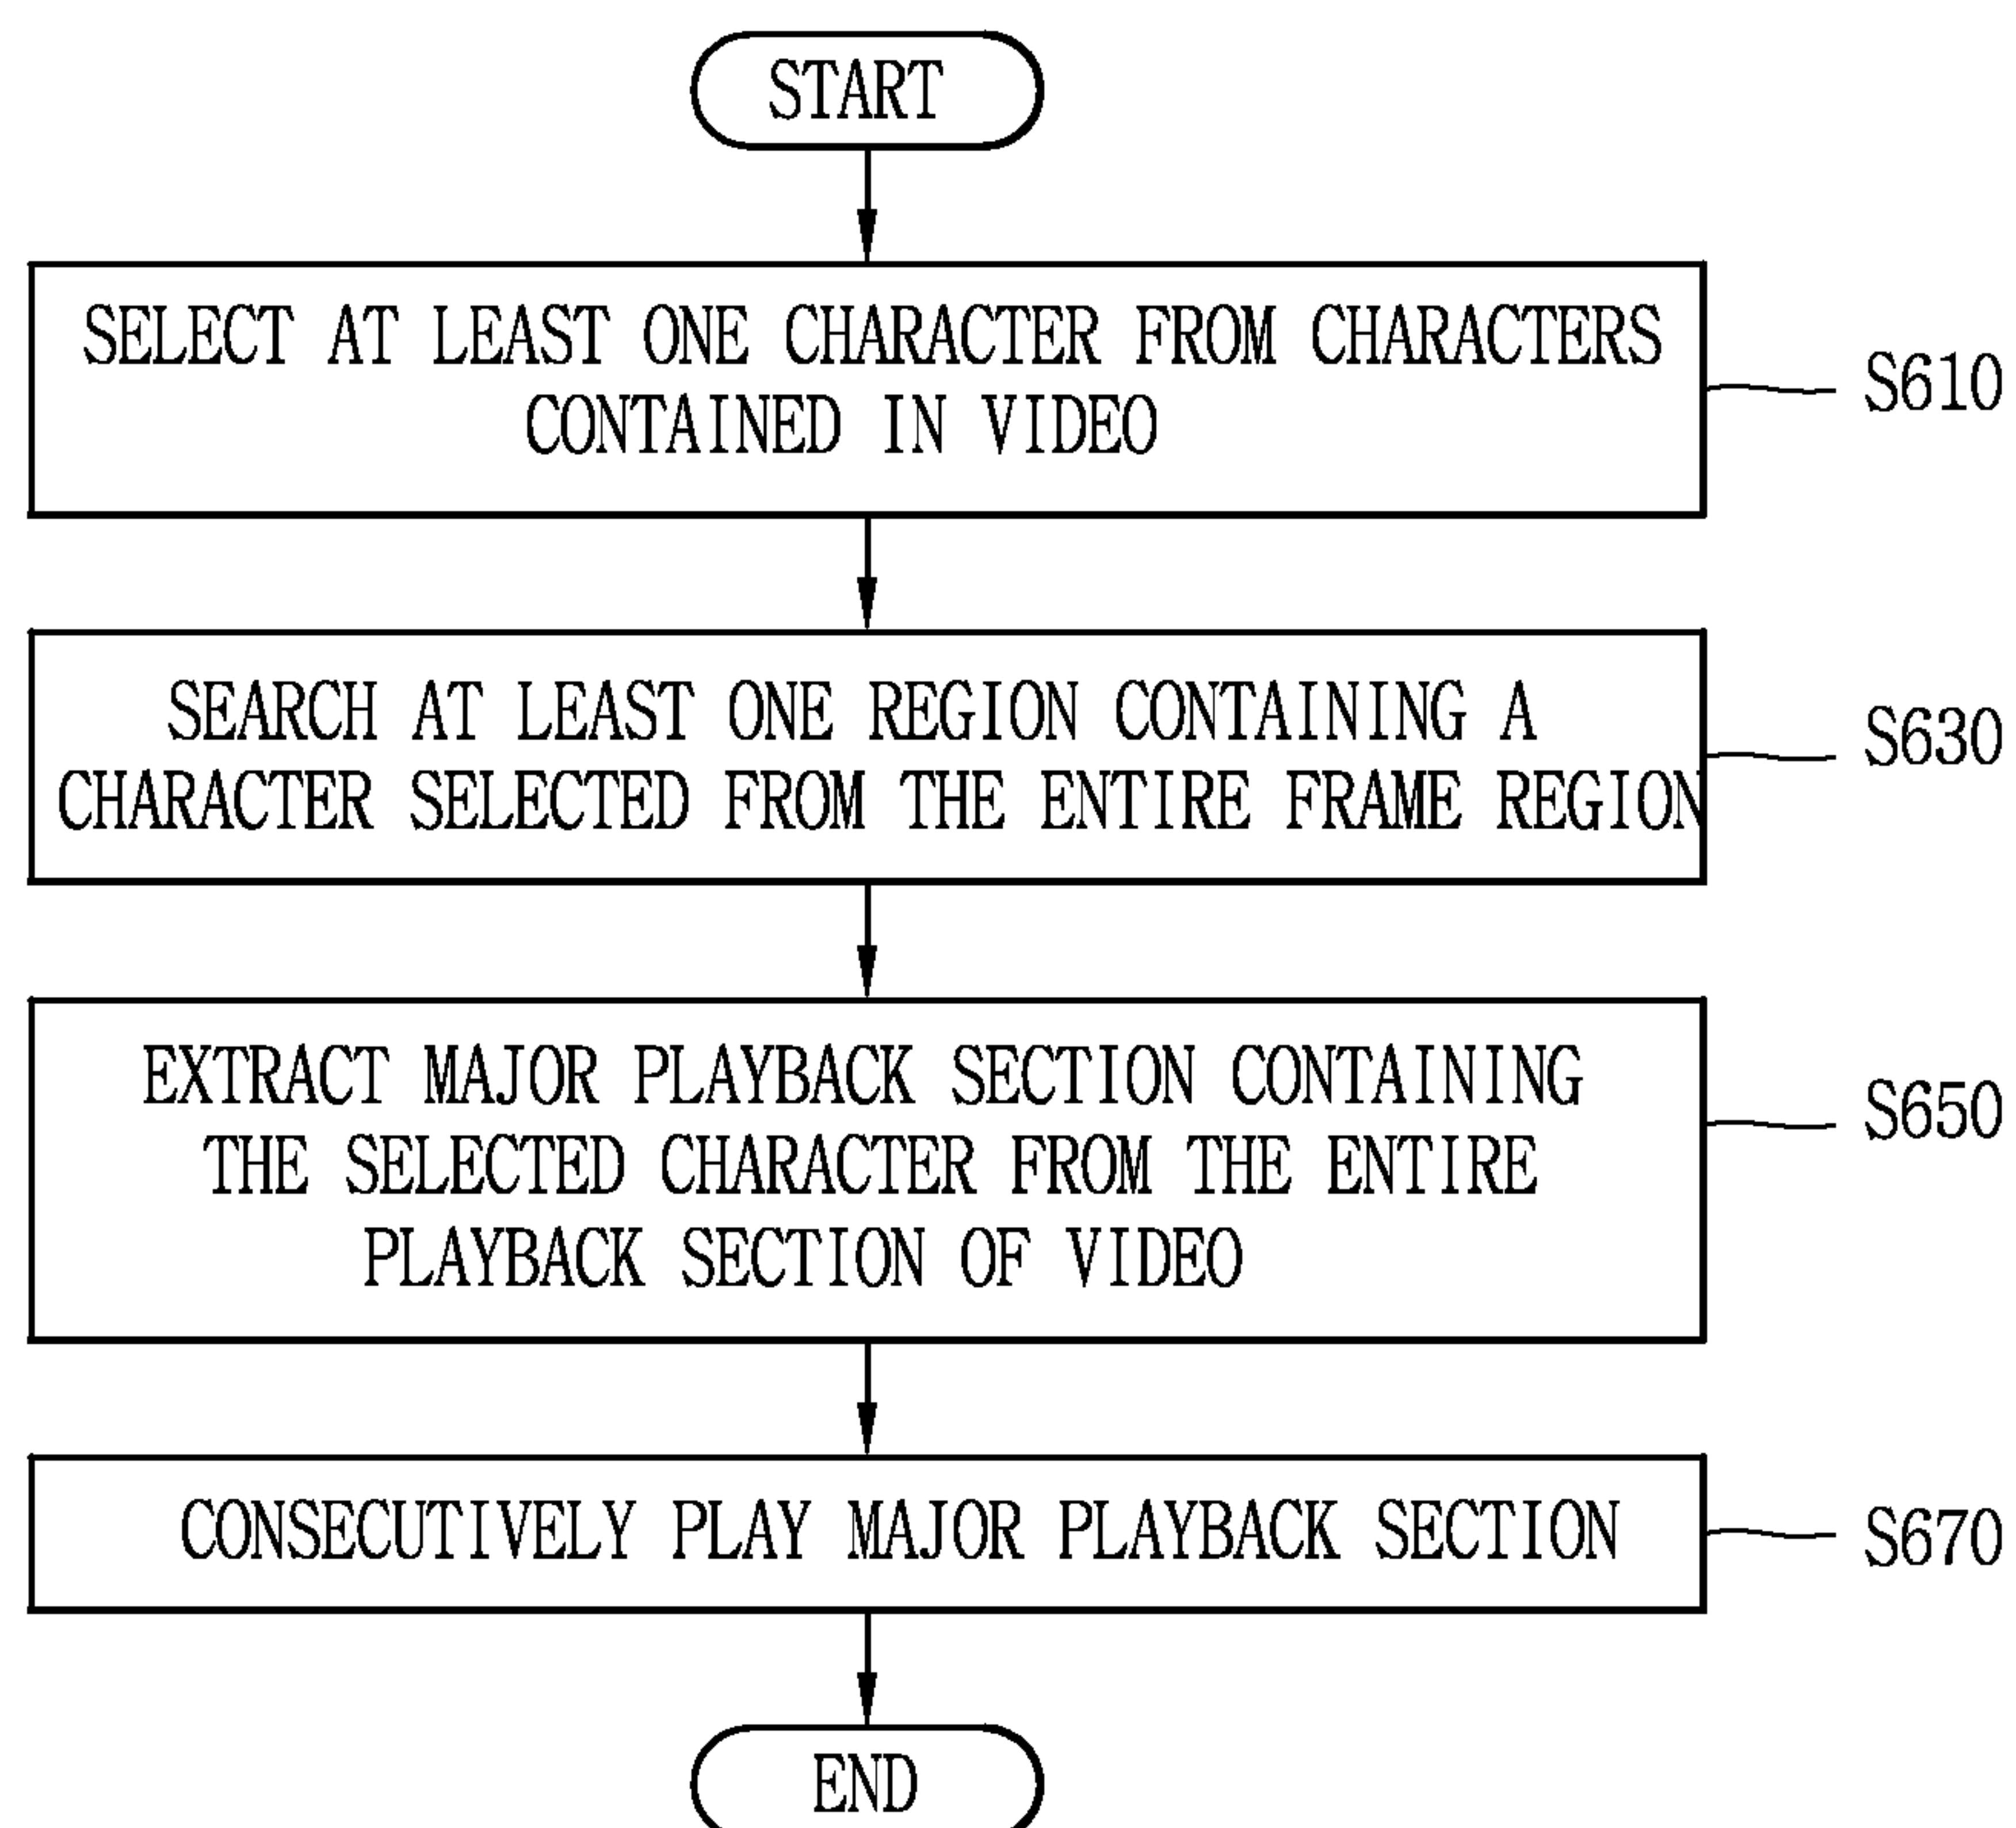 START
SELECT AT LEAST ONE CHARACTER FROM CHARACTERS
CONTAINED IN VIDEO
S610
SEARCH AT LEAST ONE REGION CONTAINING A
CHARACTER SELECTED FROM THE ENTIRE FRAME REGION
S630
EXTRACT MAJOR PLAYBACK SECTION CONTAINING
THE SELECTED CHARACTER FROM THE ENTIRE
PLAYBACK SECTION OF VIDEO
S650
CONSECUTIVELY PLAY MAJOR PLAYBACK SECTION
S670
END